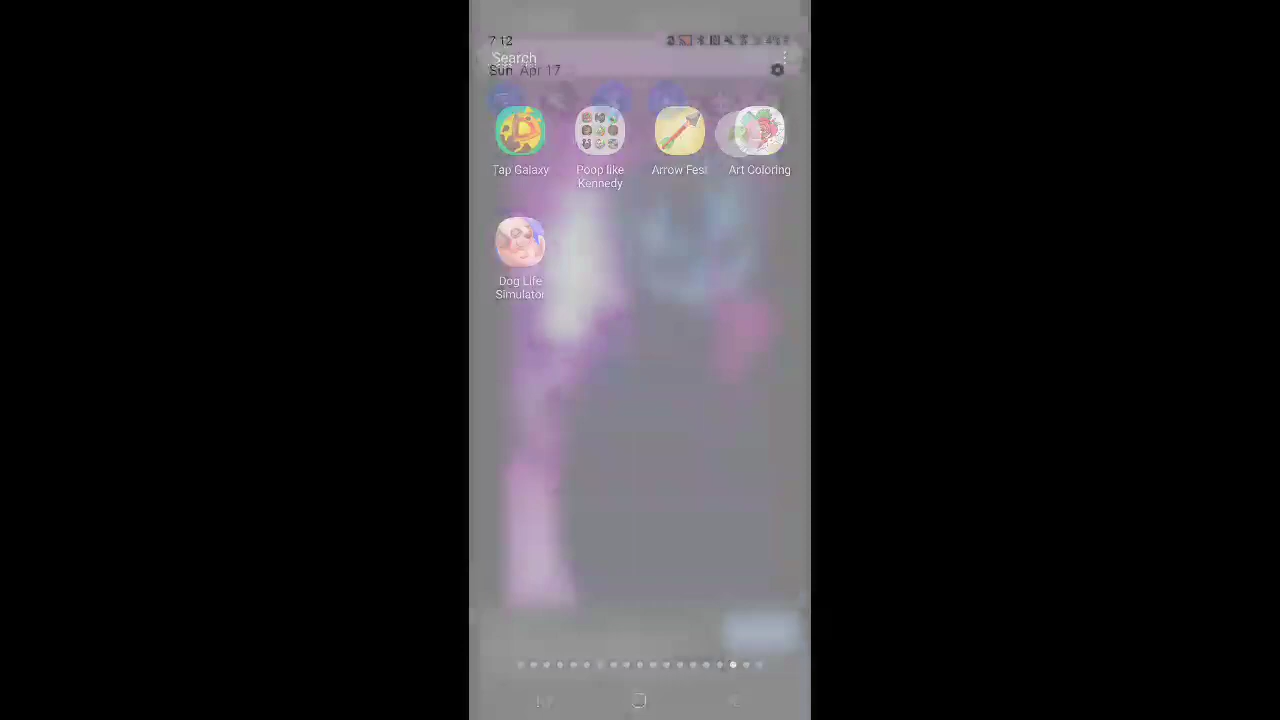 7:12
Search
Sun, Apr 17
Tap Galaxy
Poop like
Kennedy
Arrow Fest
Art Coloring
Dog Life
Simulator